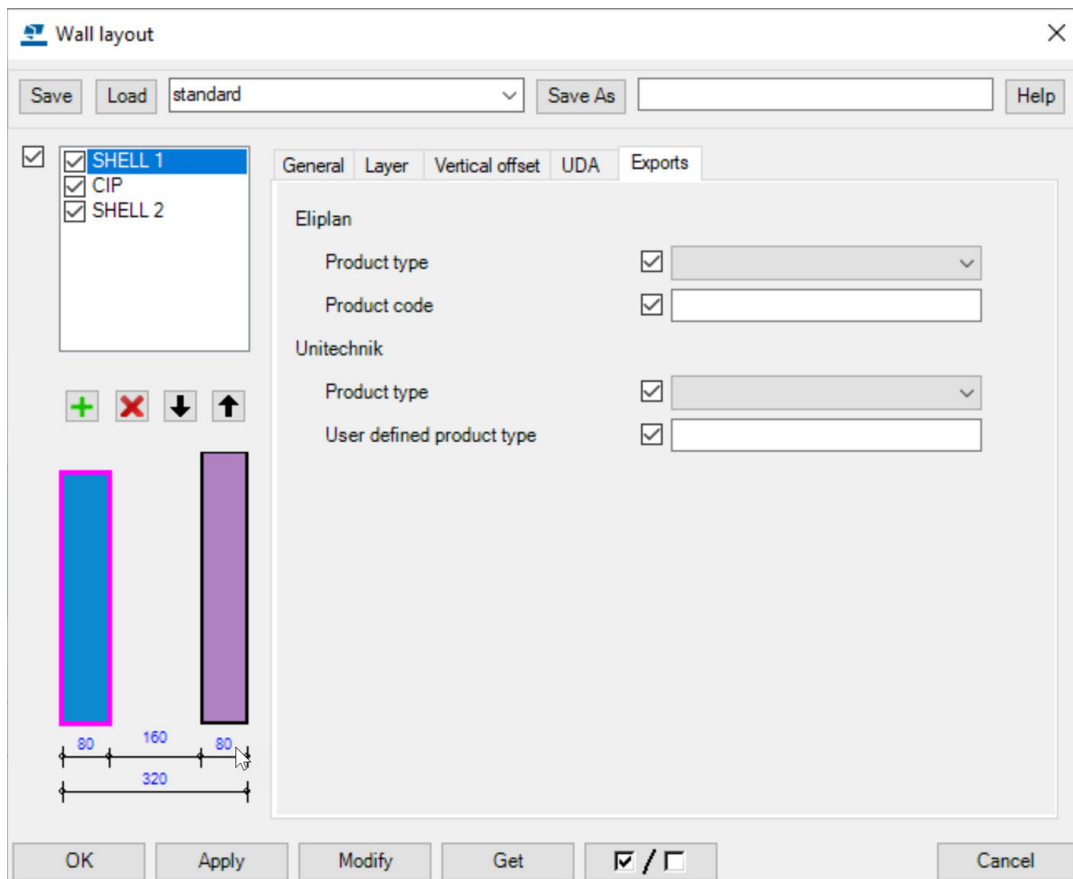 Wall layout
Save Load standard Save As Help
SHELL 1
CIP
SHELL 2
General Layer Vertical offset UDA Exports
Eliplan
Product type
Product code
Unitechnik
Product type
User defined product type
80 160 80
320
OK Apply Modify Get / Cancel